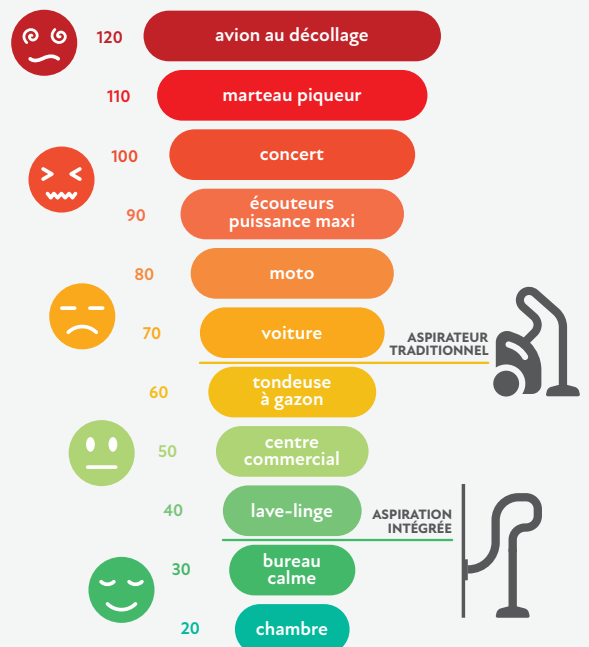 120 avion au décollage
110 marteau piqueur
100 concert
90 écouteurs
puissance maxi
80 moto
70 voiture
ASPIRATEUR
TRADITIONNEL
60 tondeuse
à gazon
50 centre
commercial
40 lave-linge
ASPIRATION
INTÉGRÉE
30 bureau
calme
20 chambre